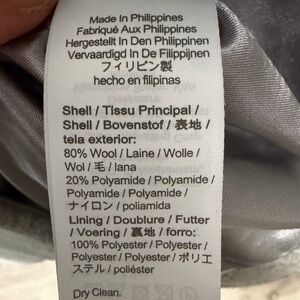 Made In Philippines
Fabriqué Aux Philippines
Hergestellt In Den Philippinen
Vervaardigd In De Filippijnen
フィリピン製
hecho en filipinas
Shell / Tissu Principal /
Shell / Bovenstof / 表地 /
tela exterior:
80% Wool / Laine / Wolle /
Wol / 毛 / lana
20% Polyamide / Polyamide /
Polyamide / Polyamide /
ナイロン / poliamida
Lining / Doublure / Futter
/ Voering / 裏地 / forro:
100% Polyester / Polyester /
Polyester / Polyester / ポリエ
ステル / poliéster
Dry Clean.